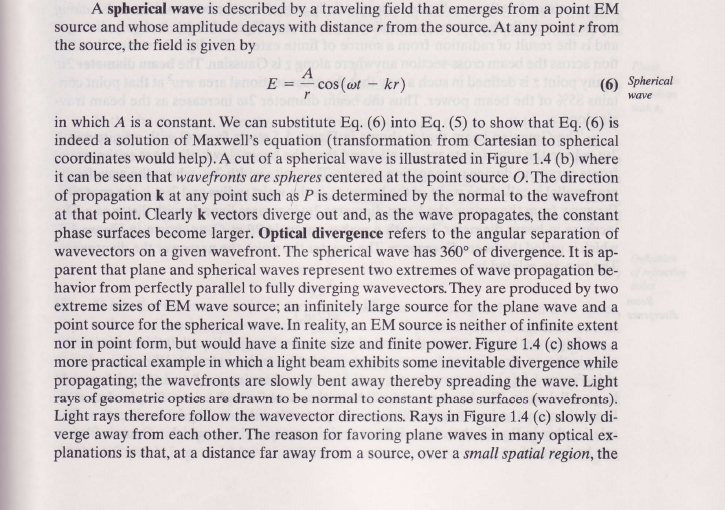 A spherical wave is described by a traveling field that emerges from a point EM
source and whose amplitude decays with distance r from the source. At any point r from
the source, the field is given by
E = A/r cos(ωt − kr) (6) Spherical
wave
in which A is a constant. We can substitute Eq. (6) into Eq. (5) to show that Eq. (6) is
indeed a solution of Maxwell's equation (transformation from Cartesian to spherical
coordinates would help). A cut of a spherical wave is illustrated in Figure 1.4 (b) where
it can be seen that wavefronts are spheres centered at the point source O. The direction
of propagation k at any point such as P is determined by the normal to the wavefront
at that point. Clearly k vectors diverge out and, as the wave propagates, the constant
phase surfaces become larger. Optical divergence refers to the angular separation of
wavevectors on a given wavefront. The spherical wave has 360° of divergence. It is ap-
parent that plane and spherical waves represent two extremes of wave propagation be-
havior from perfectly parallel to fully diverging wavevectors. They are produced by two
extreme sizes of EM wave source; an infinitely large source for the plane wave and a
point source for the spherical wave. In reality, an EM source is neither of infinite extent
nor in point form, but would have a finite size and finite power. Figure 1.4 (c) shows a
more practical example in which a light beam exhibits some inevitable divergence while
propagating; the wavefronts are slowly bent away thereby spreading the wave. Light
rays of geometric optics are drawn to be normal to constant phase surfaces (wavefronts).
Light rays therefore follow the wavevector directions. Rays in Figure 1.4 (c) slowly di-
verge away from each other. The reason for favoring plane waves in many optical ex-
planations is that, at a distance far away from a source, over a small spatial region, the